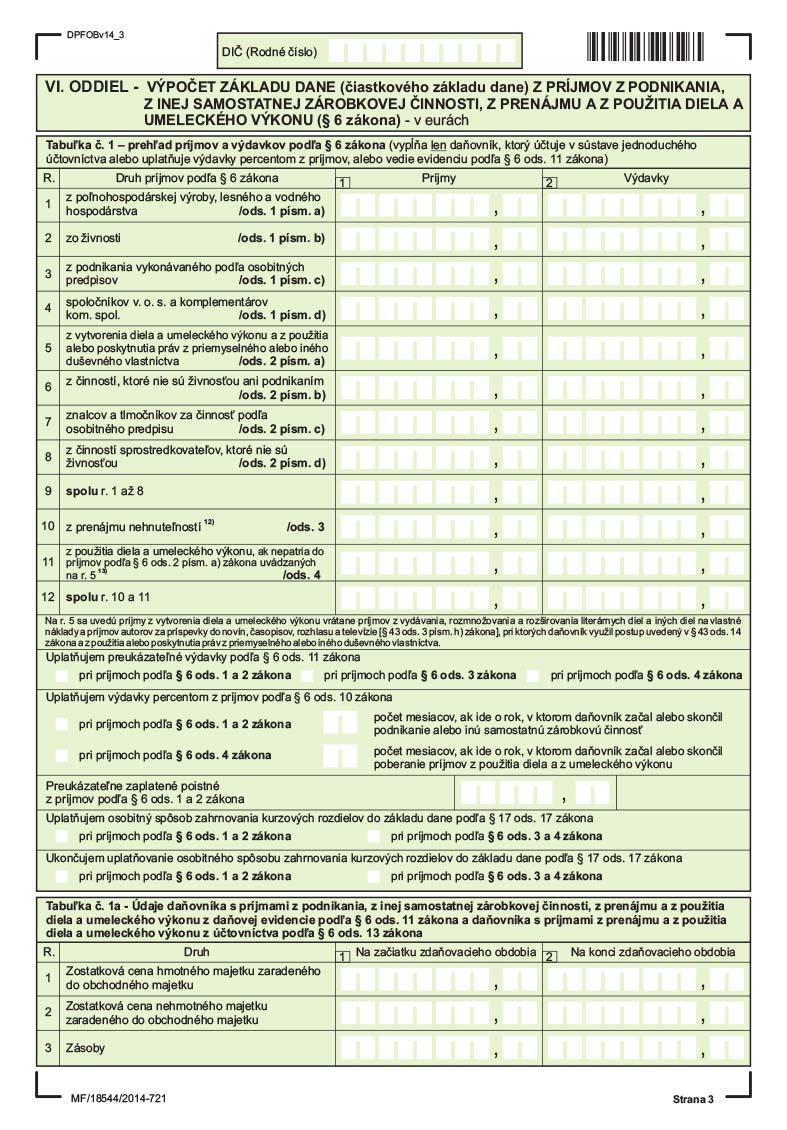 DPFOBv14_3
DIČ (Rodné číslo)
VI. ODDIEL - VÝPOČET ZÁKLADU DANE (čiastkového základu dane) Z PRÍJMOV Z PODNIKANIA,
Z INEJ SAMOSTATNEJ ZÁROBKOVEJ ČINNOSTI, Z PRENÁJMU A Z POUŽITIA DIELA A
UMELECKÉHO VÝKONU (§ 6 zákona) - v eurách
Tabuľka č. 1 – prehľad príjmov a výdavkov podľa § 6 zákona (vypĺňa len daňovník, ktorý účtuje v sústave jednoduchého
účtovníctva alebo uplatňuje výdavky percentom z príjmov, alebo vedie evidenciu podľa § 6 ods. 11 zákona)
R. Druh príjmov podľa § 6 zákona 1 Príjmy 2 Výdavky
1 z poľnohospodárskej výroby, lesného a vodného
hospodárstva /ods. 1 písm. a)
, ,
2 zo živnosti /ods. 1 písm. b) , ,
3 z podnikania vykonávaného podľa osobitných
predpisov /ods. 1 písm. c)
, ,
4 spoločníkov v. o. s. a komplementárov
kom. spol. /ods. 1 písm. d)
, ,
5 z vytvorenia diela a umeleckého výkonu a z použitia
alebo poskytnutia práv z priemyselného alebo iného
duševného vlastníctva /ods. 2 písm. a)
, ,
6 z činností, ktoré nie sú živnosťou ani podnikaním
/ods. 2 písm. b)
, ,
7 znalcov a tlmočníkov za činnosť podľa
osobitného predpisu /ods. 2 písm. c)
, ,
8 z činností sprostredkovateľov, ktoré nie sú
živnosťou /ods. 2 písm. d)
, ,
9 spolu r. 1 až 8 , ,
10 z prenájmu nehnuteľností 12) /ods. 3 , ,
11 z použitia diela a umeleckého výkonu, ak nepatria do
príjmov podľa § 6 ods. 2 písm. a) zákona uvádzaných
na r. 5 13) /ods. 4
, ,
12 spolu r. 10 a 11 , ,
Na r. 5 sa uvedú príjmy z vytvorenia diela a umeleckého výkonu vrátane príjmov z vydávania, rozmnožovania a rozširovania literárnych diel a iných diel na vlastné
náklady a príjmov autorov za príspevky do novín, časopisov, rozhlasu a televízie [§ 43 ods. 3 písm. h) zákona], pri ktorých daňovník využil postup uvedený v § 43 ods. 14
zákona a z použitia alebo poskytnutia práv z priemyselného alebo iného duševného vlastníctva.
Uplatňujem preukázateľné výdavky podľa § 6 ods. 11 zákona
pri príjmoch podľa § 6 ods. 1 a 2 zákona pri príjmoch podľa § 6 ods. 3 zákona pri príjmoch podľa § 6 ods. 4 zákona
Uplatňujem výdavky percentom z príjmov podľa § 6 ods. 10 zákona
pri príjmoch podľa § 6 ods. 1 a 2 zákona počet mesiacov, ak ide o rok, v ktorom daňovník začal alebo skončil
podnikanie alebo inú samostatnú zárobkovú činnosť
pri príjmoch podľa § 6 ods. 4 zákona počet mesiacov, ak ide o rok, v ktorom daňovník začal alebo skončil
poberanie príjmov z použitia diela a z umeleckého výkonu
Preukázateľne zaplatené poistné
z príjmov podľa § 6 ods. 1 a 2 zákona
,
Uplatňujem osobitný spôsob zahrnovania kurzových rozdielov do základu dane podľa § 17 ods. 17 zákona
pri príjmoch podľa § 6 ods. 1 a 2 zákona pri príjmoch podľa § 6 ods. 3 a 4 zákona
Ukončujem uplatňovanie osobitného spôsobu zahrnovania kurzových rozdielov do základu dane podľa § 17 ods. 17 zákona
pri príjmoch podľa § 6 ods. 1 a 2 zákona pri príjmoch podľa § 6 ods. 3 a 4 zákona
Tabuľka č. 1a - Údaje daňovníka s príjmami z podnikania, z inej samostatnej zárobkovej činnosti, z prenájmu a z použitia
diela a umeleckého výkonu z daňovej evidencie podľa § 6 ods. 11 zákona a daňovníka s príjmami z prenájmu a z použitia
diela a umeleckého výkonu z účtovníctva podľa § 6 ods. 13 zákona
R. Druh 1 Na začiatku zdaňovacieho obdobia 2 Na konci zdaňovacieho obdobia
1 Zostatková cena hmotného majetku zaradeného
do obchodného majetku
, ,
2 Zostatková cena nehmotného majetku
zaradeného do obchodného majetku
, ,
3 Zásoby , ,
MF/18544/2014-721
Strana 3